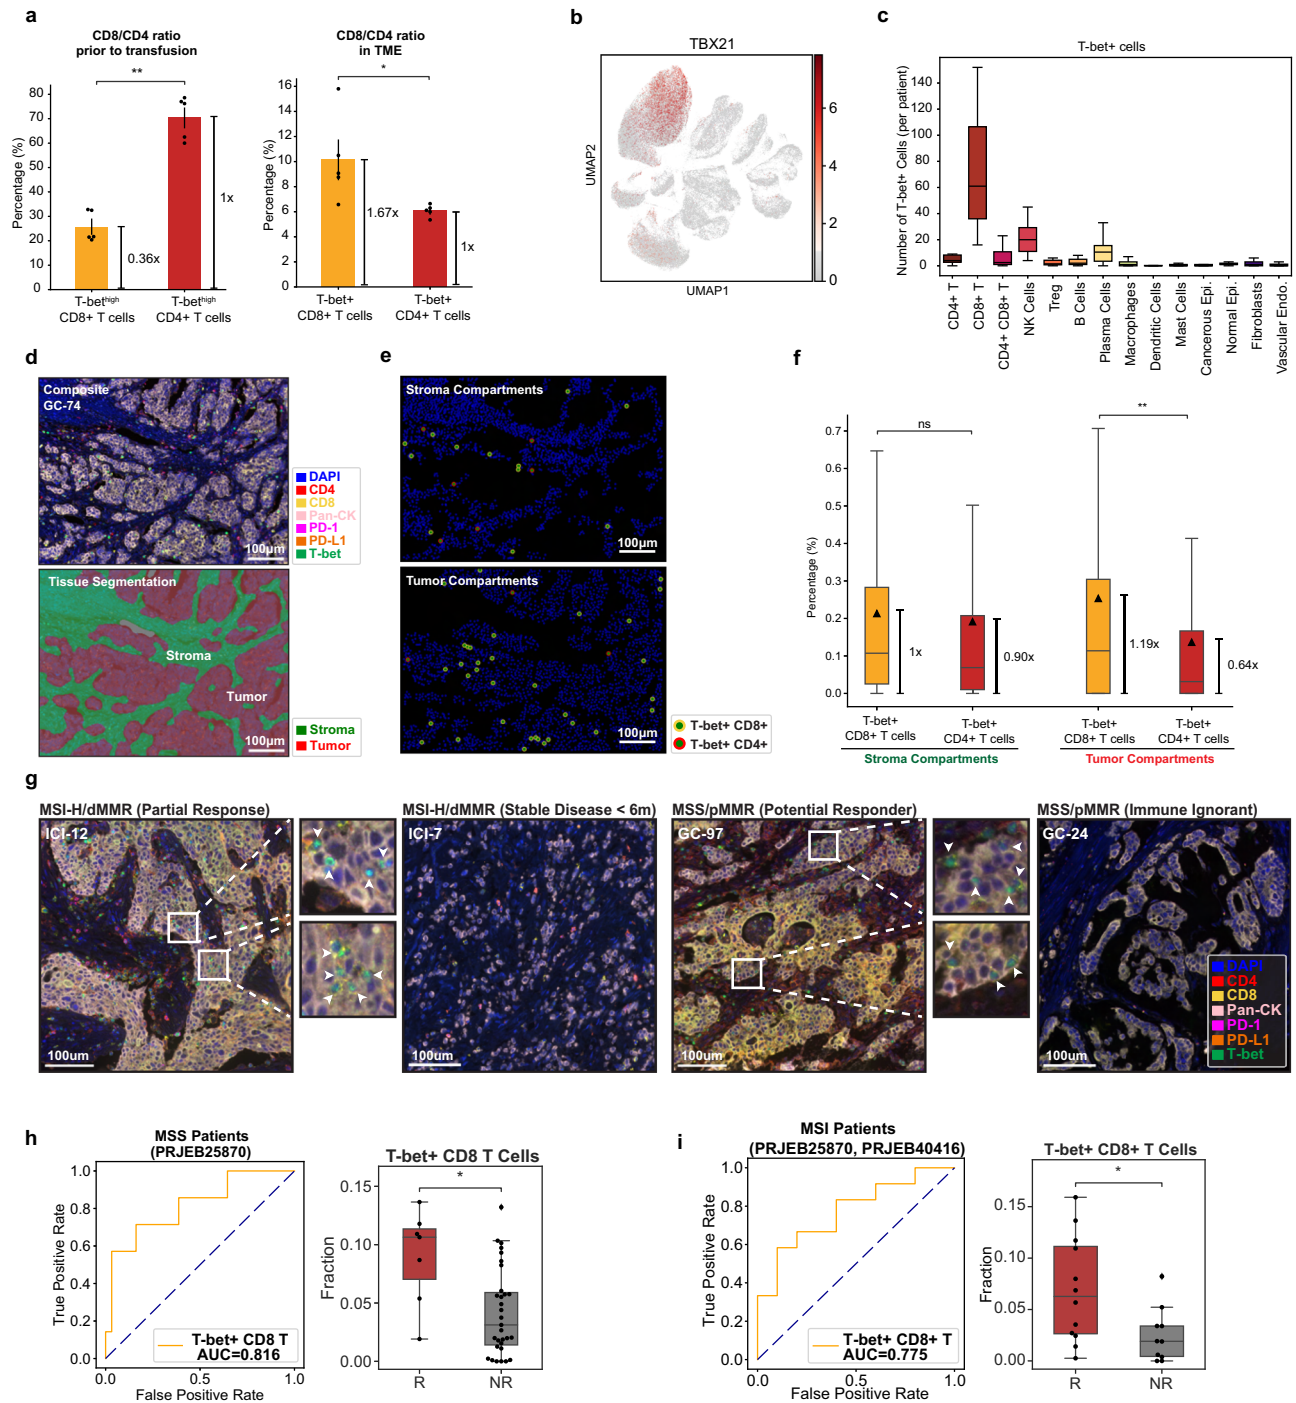 a
CD8/CD4 ratio
prior to transfusion
**
Percentage (%)
80
70
60
50
40
30
20
10
0
0.36x
1x
T-bethigh
CD8+ T cells
T-bethigh
CD4+ T cells
CD8/CD4 ratio
in TME
*
Percentage (%)
16
14
12
10
8
6
4
2
0
1.67x
1x
T-bet+
CD8+ T cells
T-bet+
CD4+ T cells
b
TBX21
UMAP2
UMAP1
6
4
2
0
c
T-bet+ cells
Number of T-bet+ Cells (per patient)
140
120
100
80
60
40
20
0
CD4+ T
CD8+ T
CD4+ CD8+ T
NK Cells
Treg
B Cells
Plasma Cells
Macrophages
Dendritic Cells
Mast Cells
Cancerous Epi.
Normal Epi.
Fibroblasts
Vascular Endo.
d
Composite
GC-74
100µm
DAPI
CD4
CD8
Pan-CK
PD-1
PD-L1
T-bet
Tissue Segmentation
Stroma
Tumor
100µm
Stroma
Tumor
e
Stroma Compartments
100µm
Tumor Compartments
100µm
T-bet+ CD8+
T-bet+ CD4+
f
Percentage (%)
0.7
0.6
0.5
0.4
0.3
0.2
0.1
0.0
ns
**
1x
0.90x
1.19x
0.64x
T-bet+
CD8+ T cells
T-bet+
CD4+ T cells
T-bet+
CD8+ T cells
T-bet+
CD4+ T cells
Stroma Compartments
Tumor Compartments
g
MSI-H/dMMR (Partial Response)
ICI-12
100um
MSI-H/dMMR (Stable Disease < 6m)
ICI-7
100um
MSS/pMMR (Potential Responder)
GC-97
100um
MSS/pMMR (Immune Ignorant)
GC-24
100um
DAPI
CD4
CD8
Pan-CK
PD-1
PD-L1
T-bet
h
MSS Patients
(PRJEB25870)
True Positive Rate
1.0
0.8
0.6
0.4
0.2
0.0
T-bet+ CD8 T
AUC=0.816
0.0
0.5
1.0
False Positive Rate
T-bet+ CD8 T Cells
*
Fraction
0.15
0.10
0.05
0.00
R
NR
i
MSI Patients
(PRJEB25870, PRJEB40416)
True Positive Rate
1.0
0.8
0.6
0.4
0.2
0.0
T-bet+ CD8+ T
AUC=0.775
0.0
0.5
1.0
False Positive Rate
T-bet+ CD8+ T Cells
*
Fraction
0.15
0.10
0.05
0.00
R
NR